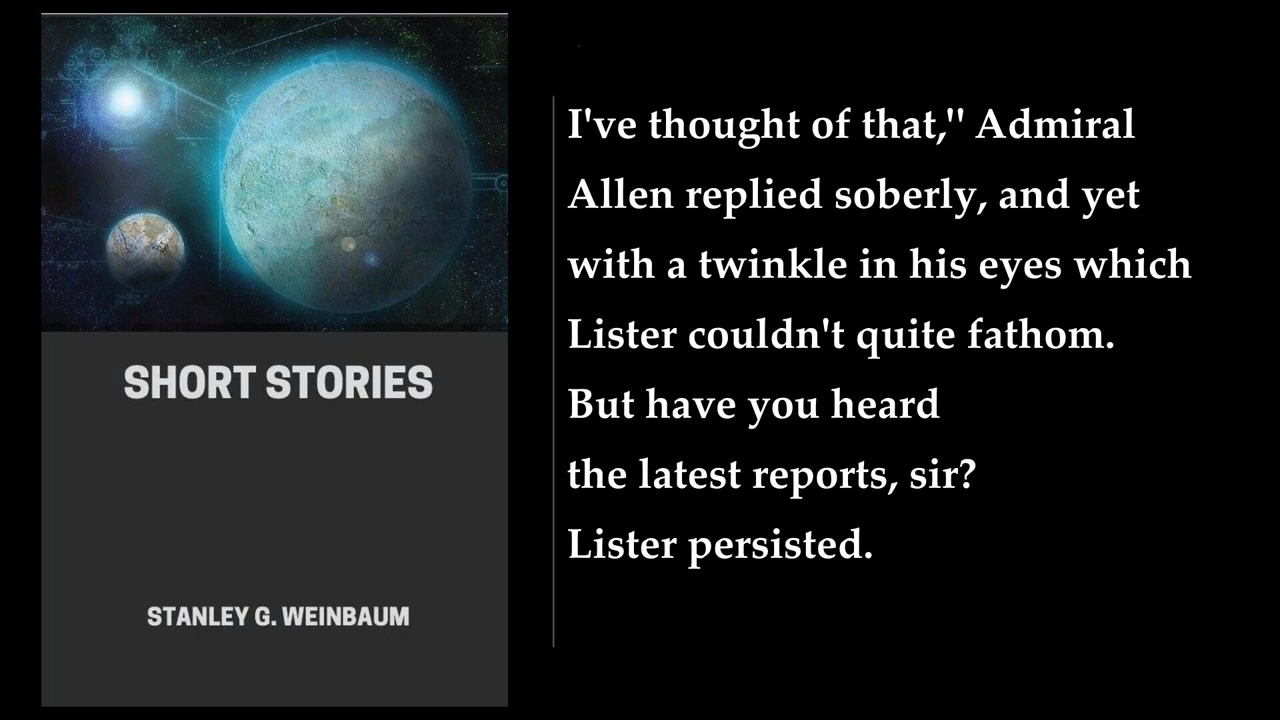 SHORT STORIES
STANLEY G. WEINBAUM
I've thought of that,'' Admiral
Allen replied soberly, and yet
with a twinkle in his eyes which
Lister couldn't quite fathom.
But have you heard
the latest reports, sir?
Lister persisted.